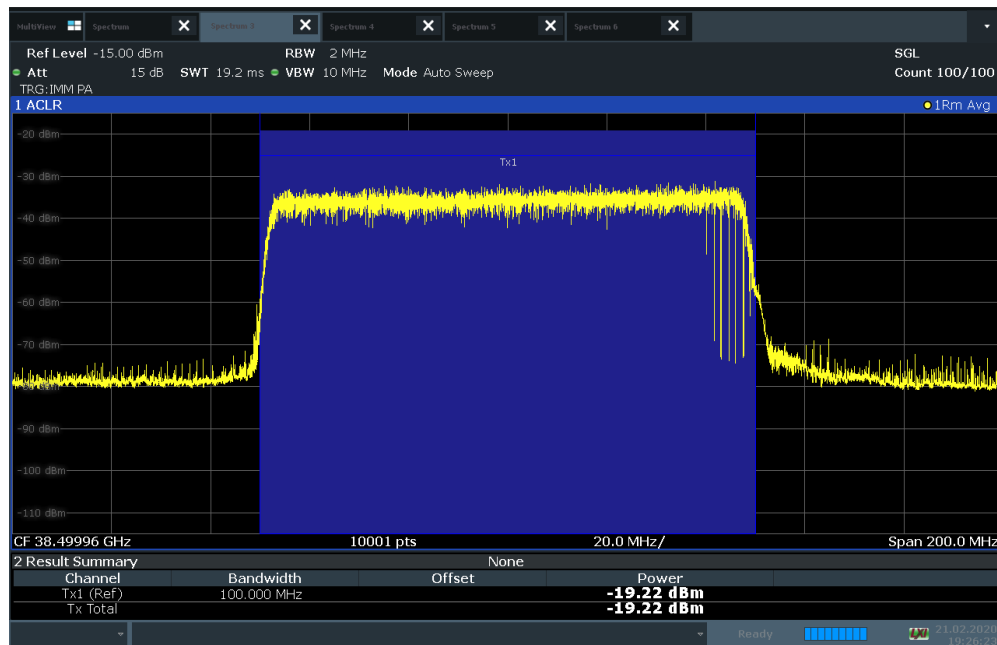 MultiView Spectrum X Spectrum 3 X Spectrum 4 X Spectrum 5 X Spectrum 6 X
Ref Level -15.00 dBm RBW 2 MHz SGL
Att 15 dB SWT 19.2 ms VBW 10 MHz Mode Auto Sweep Count 100/100
TRG:IMM PA
1 ACLR 1Rm Avg
-20 dBm
Tx1
-30 dBm
-40 dBm
-50 dBm
-60 dBm
-70 dBm
-90 dBm
-100 dBm
-110 dBm
CF 38.49996 GHz 10001 pts 20.0 MHz/ Span 200.0 MHz
2 Result Summary None
Channel Bandwidth Offset Power
Tx1 (Ref) 100.000 MHz -19.22 dBm
Tx Total -19.22 dBm
Ready LXI 21.02.2020
19:26:23